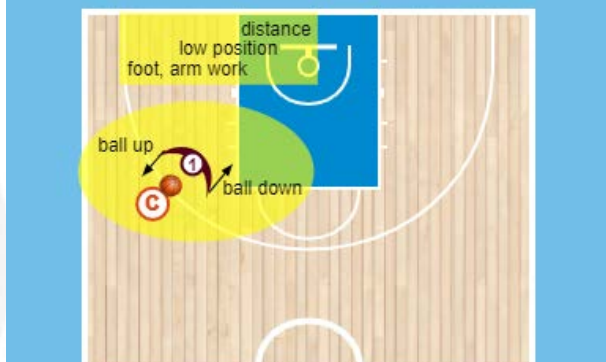 distance
low position
foot, arm work
ball up
1
ball down
C